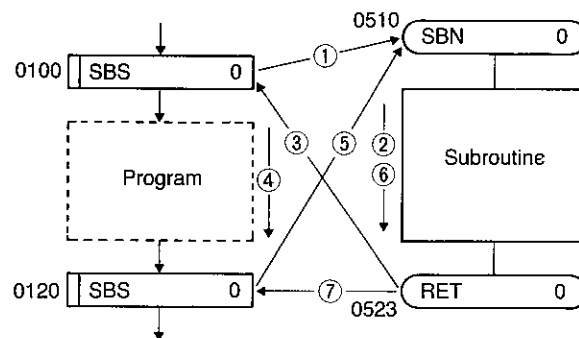 0510
SBN 0
0100
SBS 0
①
③
⑤
②
Program
④
Subroutine
⑥
0120
SBS 0
⑦
RET 0
0523